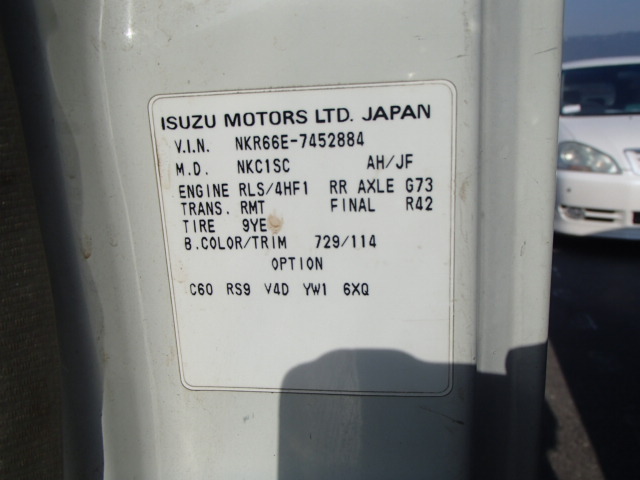 ISUZU MOTORS LTD. JAPAN
V.I.N. NKR66E-7452884
M.D. NKC1SC AH/JF
ENGINE RLS/4HF1 RR AXLE G73
TRANS. RMT FINAL R42
TIRE 9YE
B.COLOR/TRIM 729/114
OPTION
C60 RS9 V4D YW1 6XQ